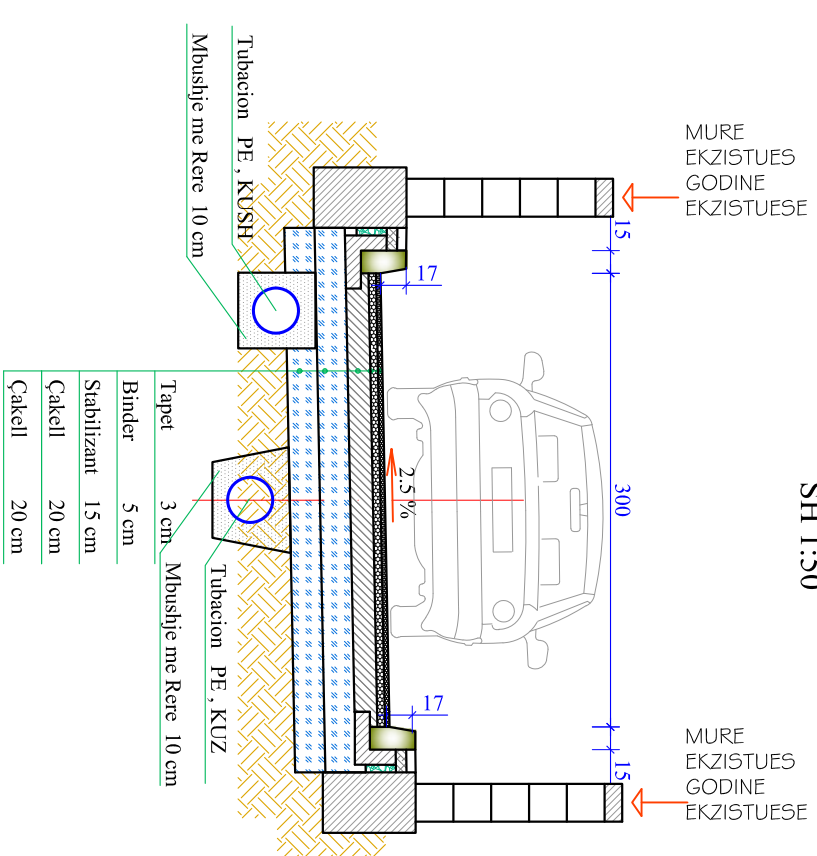 MURE
EKZISTUES
GODINE
EKZISTUESE
15
17
300
2.5 %
SH 1:50
17
15
MURE
EKZISTUES
GODINE
EKZISTUESE
Tubacion PE , KUSH
Mbushje me Rere 10 cm
Tapet 3 cm
Binder 5 cm
Stabilizant 15 cm
Çakell 20 cm
Çakell 20 cm
Tubacion PE , KUZ
Mbushje me Rere 10 cm